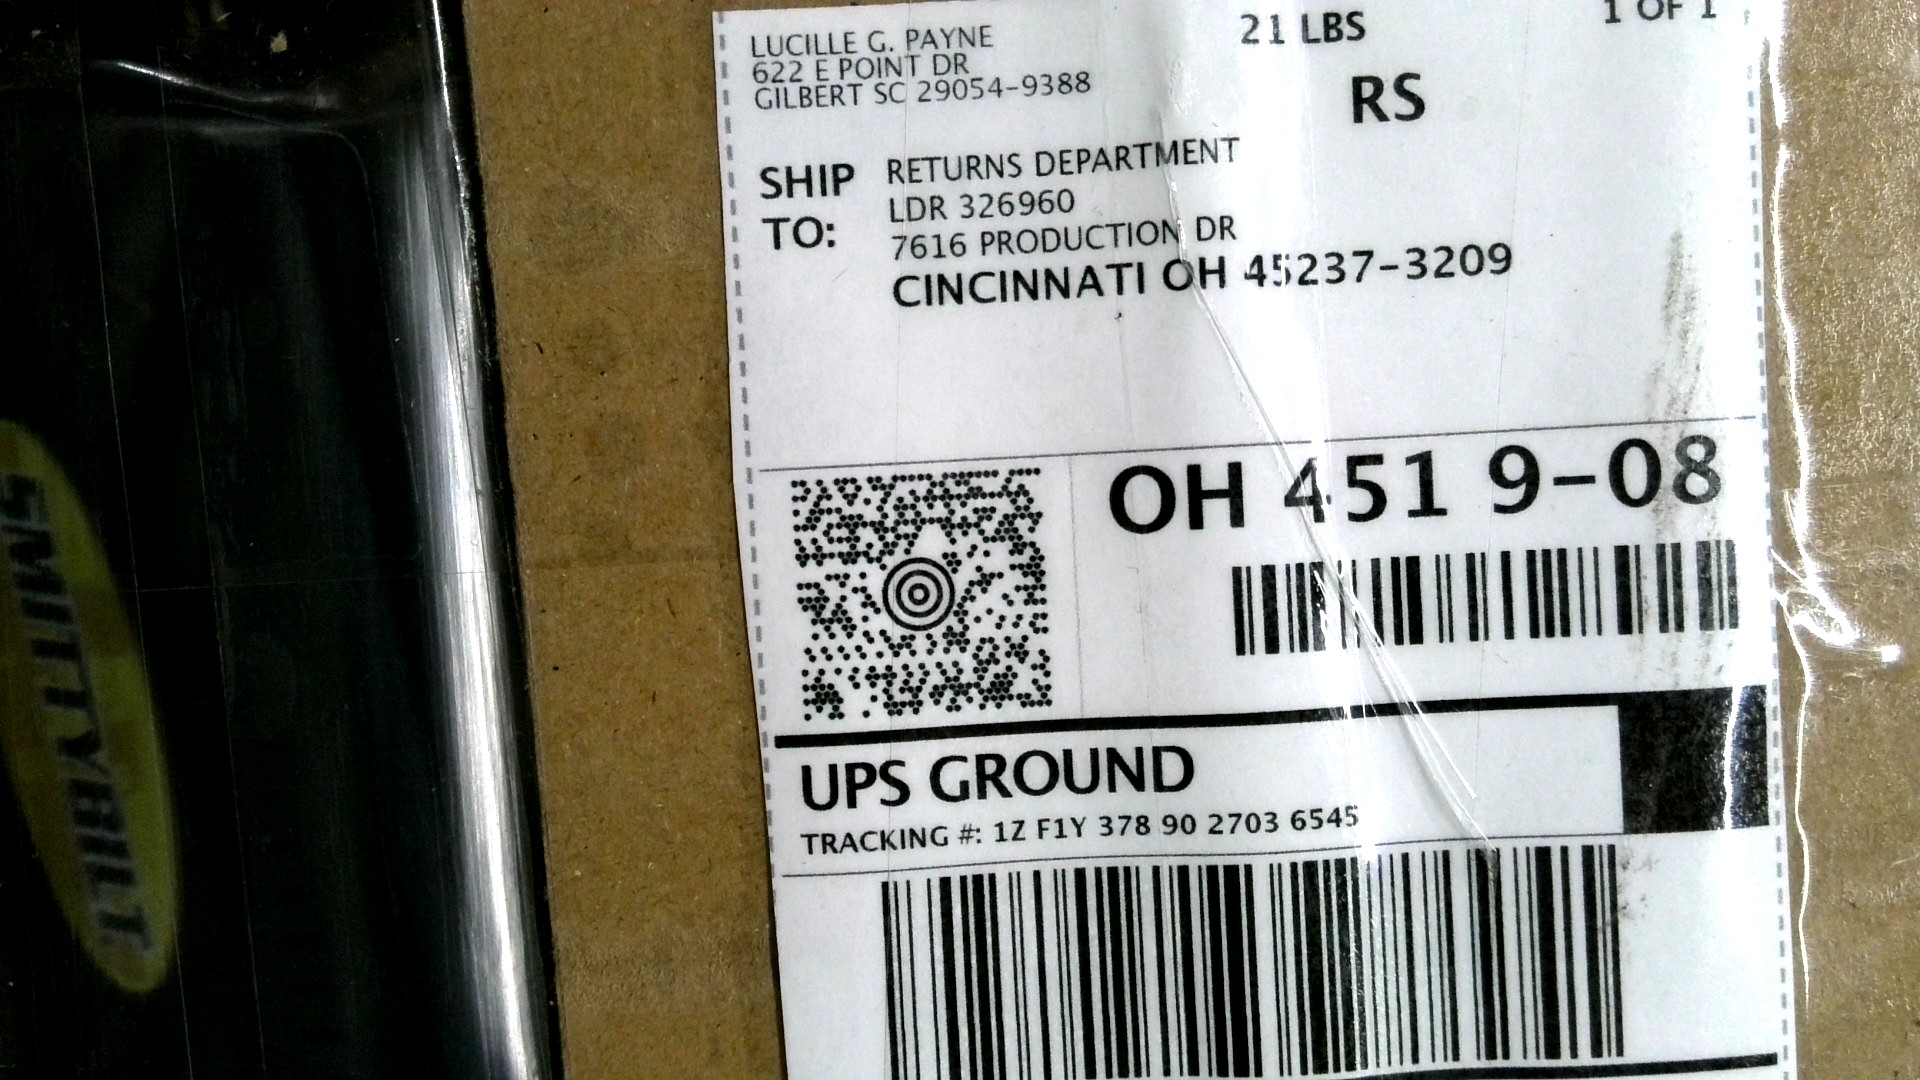 LUCILLE G. PAYNE
622 E POINT DR
GILBERT SC 29054-9388
21 LBS
1 OF 1
RS
SHIP TO:
RETURNS DEPARTMENT
LDR 326960
7616 PRODUCTION DR
CINCINNATI OH 45237-3209
OH 451 9-08
UPS GROUND
TRACKING #: 1Z F1Y 378 90 2703 6545
SMITTYBILT